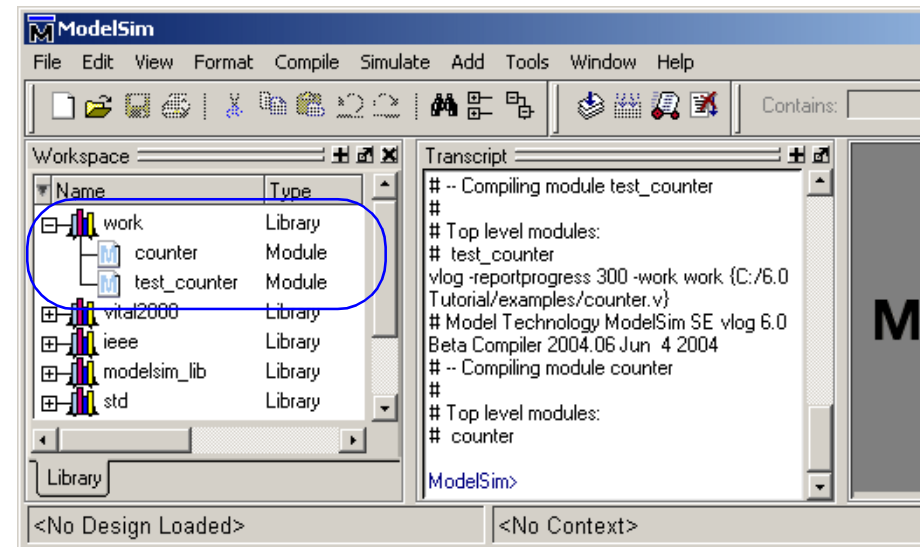 ModelSim
File Edit View Format Compile Simulate Add Tools Window Help
Contains:
Workspace
Transcript
Name Type
work Library
counter Module
test_counter Module
vital2000 Library
ieee Library
modelsim_lib Library
std Library
Library
# -- Compiling module test_counter
#
# Top level modules:
# test_counter
vlog -reportprogress 300 -work work {C:/6.0
Tutorial/examples/counter.v}
# Model Technology ModelSim SE vlog 6.0
Beta Compiler 2004.06 Jun 4 2004
# -- Compiling module counter
#
# Top level modules:
# counter
ModelSim>
M
<No Design Loaded> <No Context>